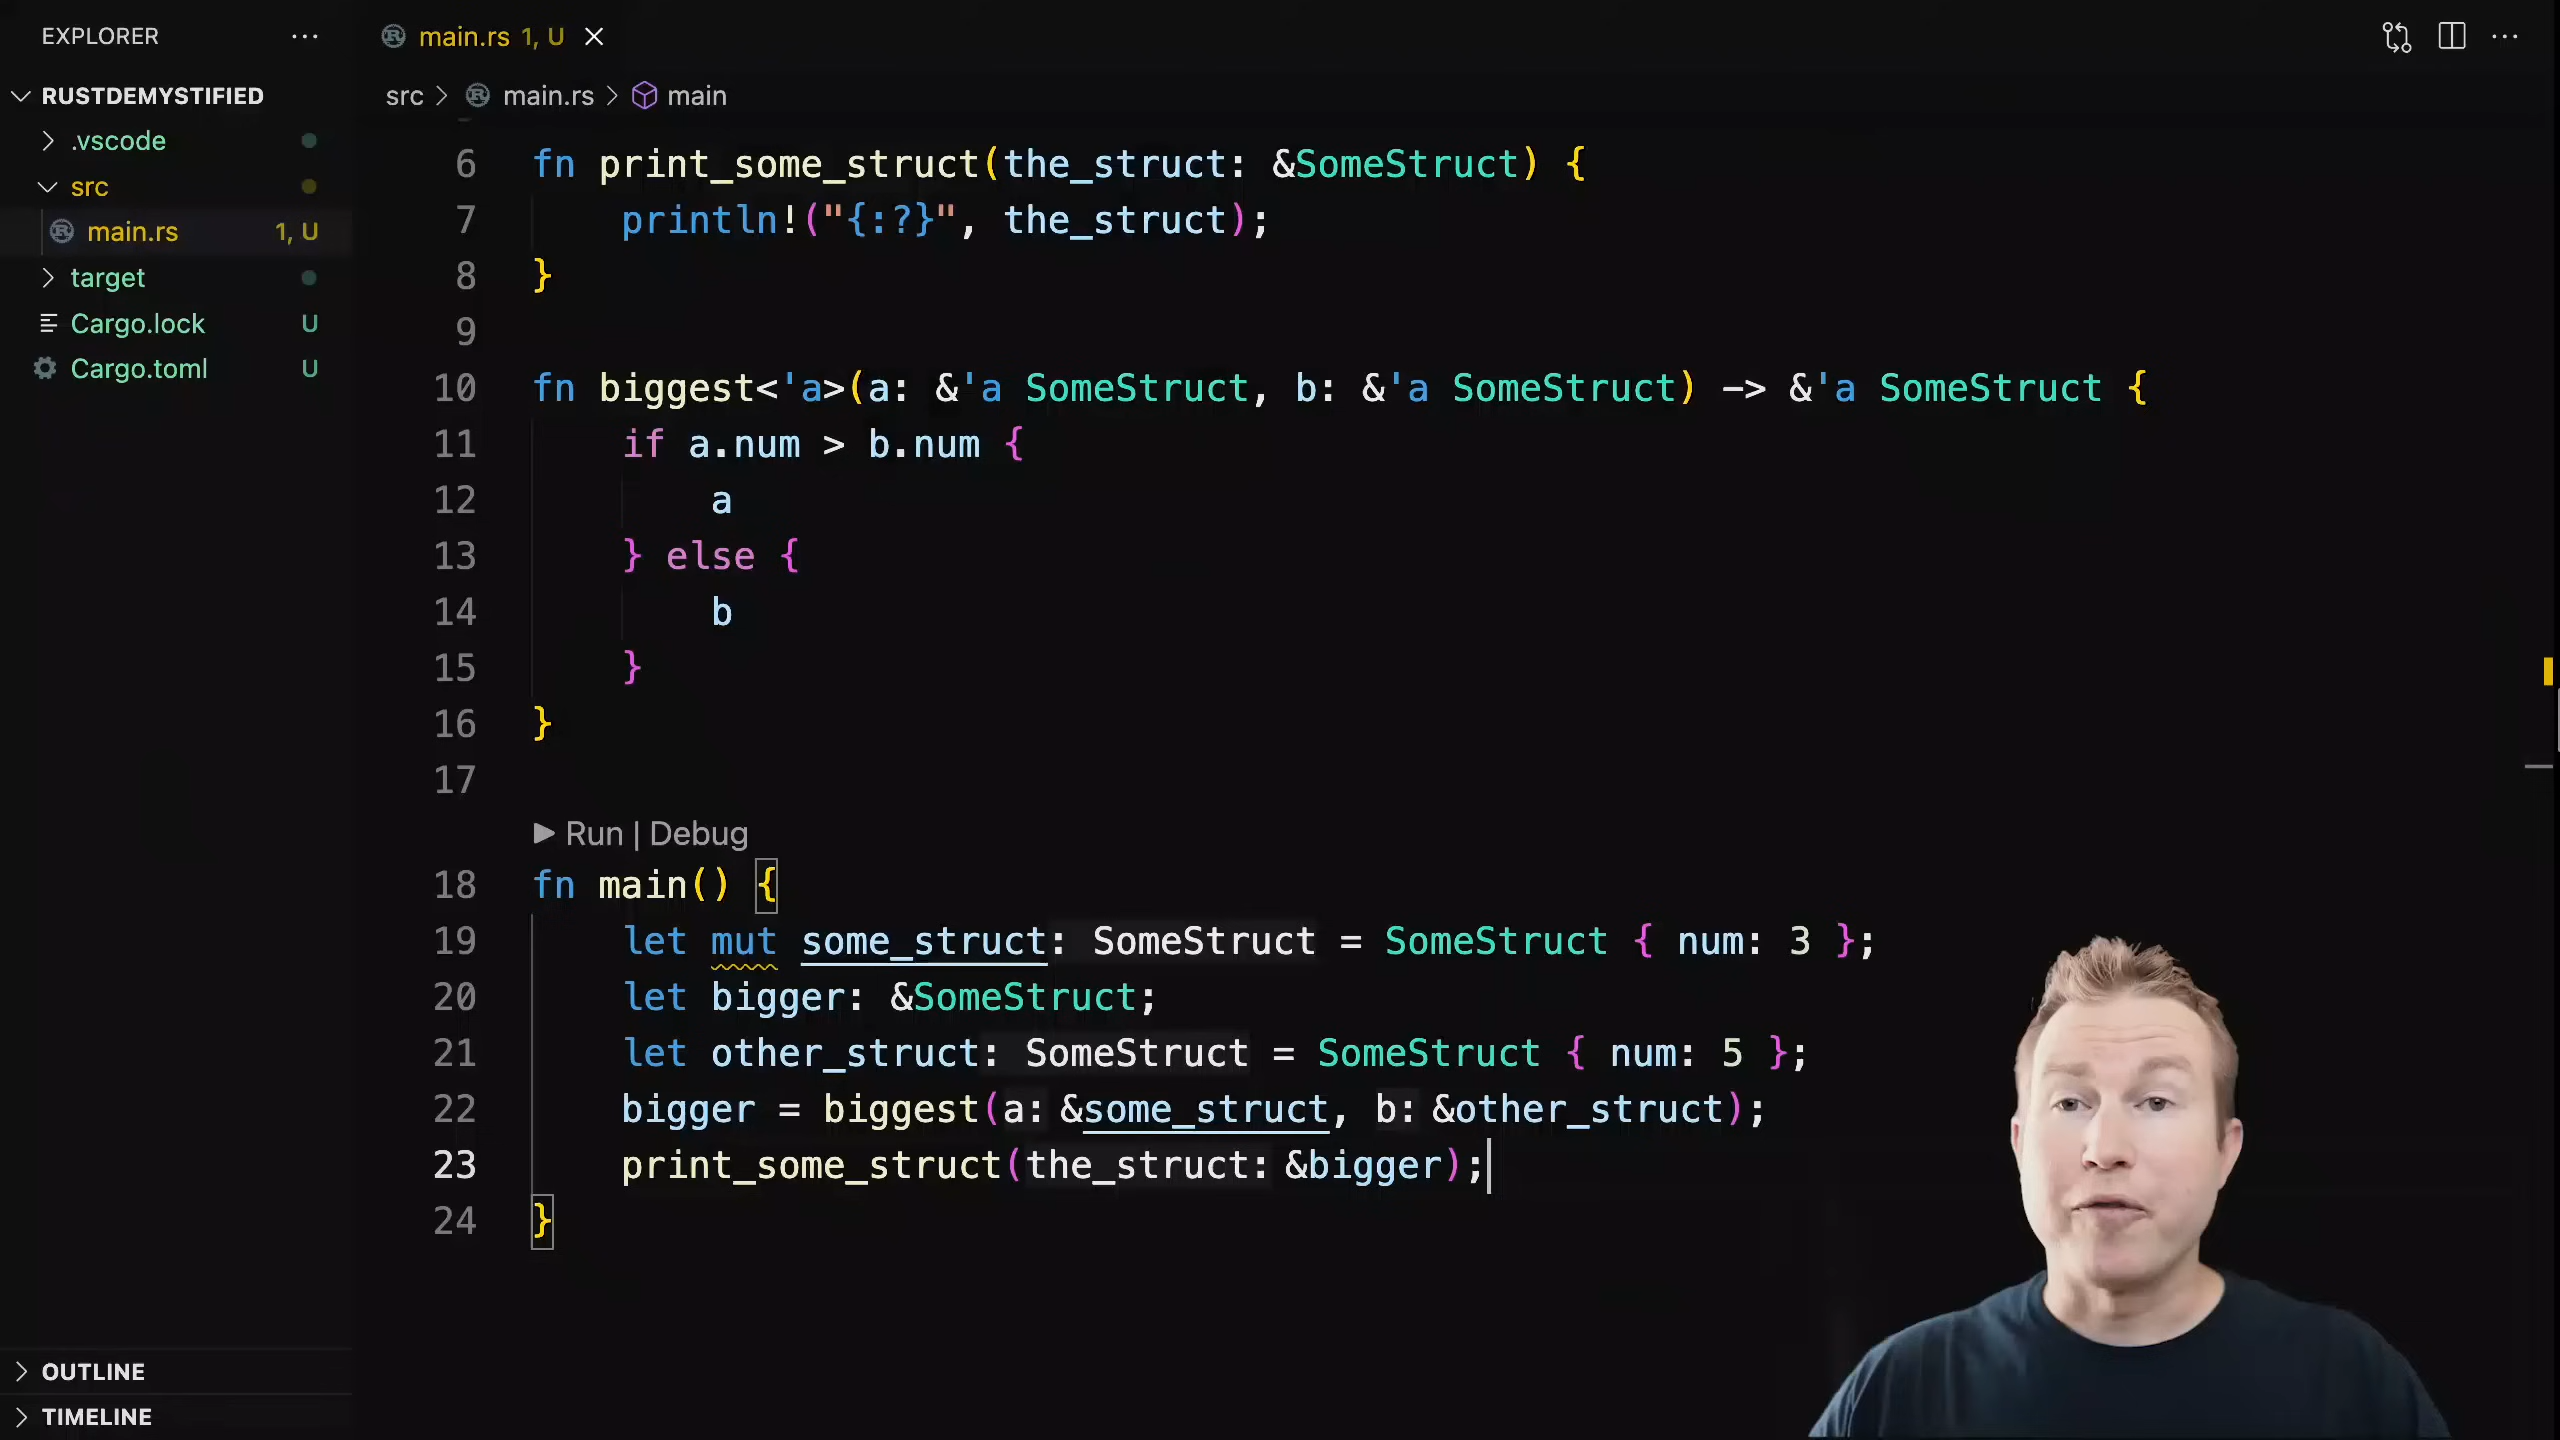 EXPLORER ···
RUSTDEMYSTIFIED
.vscode
src
main.rs 1, U
target
Cargo.lock U
Cargo.toml U
OUTLINE
TIMELINE
main.rs 1, U
src > main.rs > main
6 fn print_some_struct(the_struct: &SomeStruct) {
7 println!("{:?}", the_struct);
8 }
9
10 fn biggest<'a>(a: &'a SomeStruct, b: &'a SomeStruct) -> &'a SomeStruct {
11 if a.num > b.num {
12 a
13 } else {
14 b
15 }
16 }
17
Run | Debug
18 fn main() {
19 let mut some_struct: SomeStruct = SomeStruct { num: 3 };
20 let bigger: &SomeStruct;
21 let other_struct: SomeStruct = SomeStruct { num: 5 };
22 bigger = biggest(a: &some_struct, b: &other_struct);
23 print_some_struct(the_struct: &bigger);
24 }